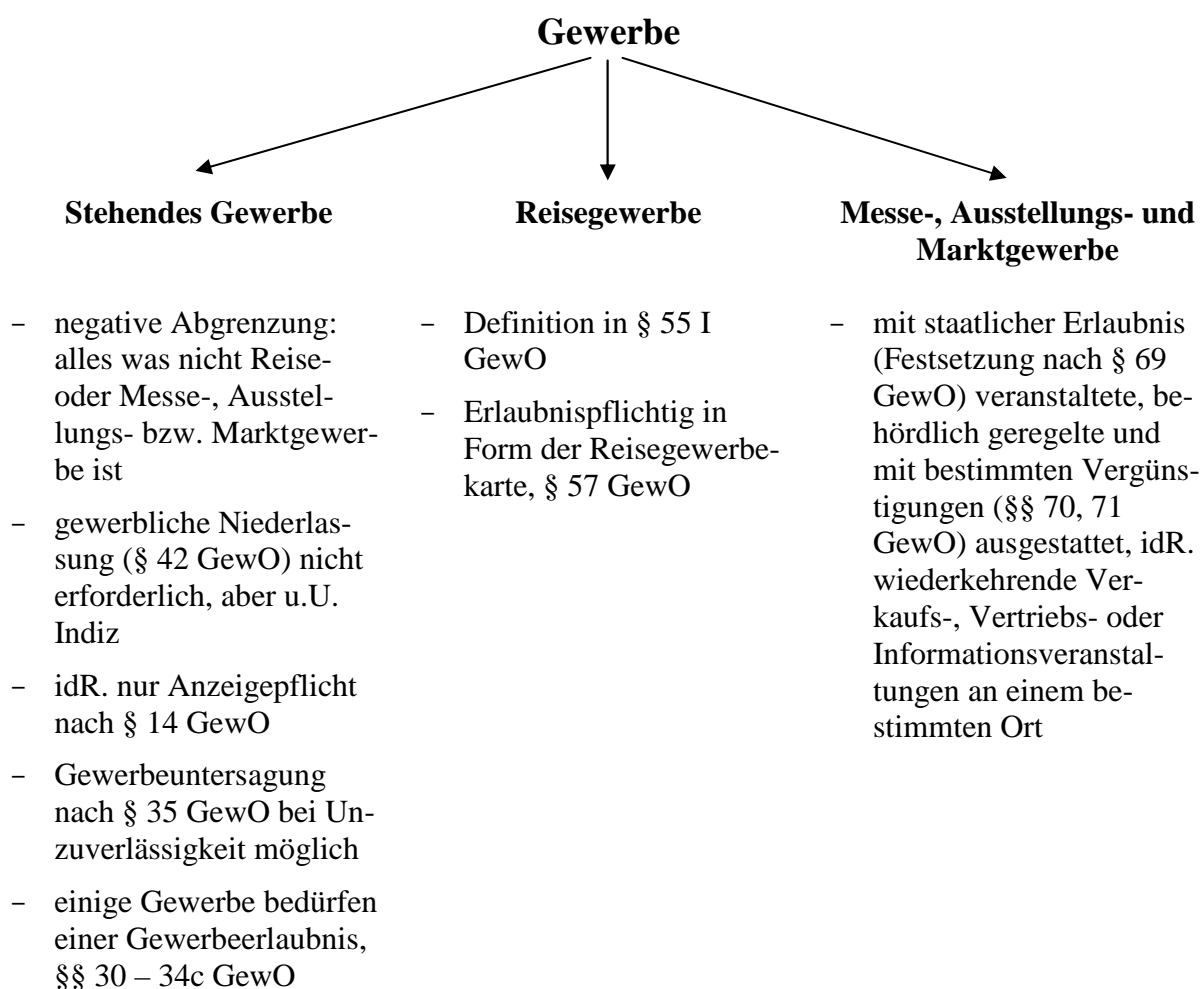 Gewerbe
Stehendes Gewerbe
– negative Abgrenzung:
alles was nicht Reise-
oder Messe-, Ausstel-
lungs- bzw. Marktgewer-
be ist
– gewerbliche Niederlas-
sung (§ 42 GewO) nicht
erforderlich, aber u.U.
Indiz
– idR. nur Anzeigepflicht
nach § 14 GewO
– Gewerbeuntersagung
nach § 35 GewO bei Un-
zuverlässigkeit möglich
– einige Gewerbe bedürfen
einer Gewerbeerlaubnis,
§§ 30 – 34c GewO
Reisegewerbe
– Definition in § 55 I
GewO
– Erlaubnispflichtig in
Form der Reisegewerbe-
karte, § 57 GewO
Messe-, Ausstellungs- und
Marktgewerbe
– mit staatlicher Erlaubnis
(Festsetzung nach § 69
GewO) veranstaltete, be-
hördlich geregelte und
mit bestimmten Vergüns-
tigungen (§§ 70, 71
GewO) ausgestattet, idR.
wiederkehrende Ver-
kaufs-, Vertriebs- oder
Informationsveranstal-
tungen an einem be-
stimmten Ort